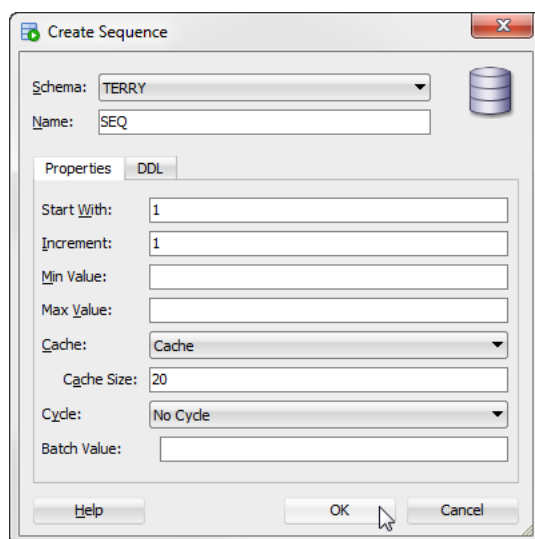 Create Sequence
Schema: TERRY
Name: SEQ
Properties DDL
Start With: 1
Increment: 1
Min Value:
Max Value:
Cache: Cache
Cache Size: 20
Cycle: No Cycle
Batch Value:
Help OK Cancel